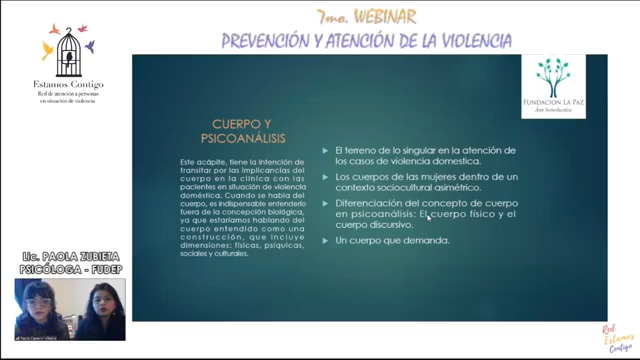 7mo. WEBINAR
PREVENCIÓN Y ATENCIÓN DE LA VIOLENCIA
Estamos Contigo
Red de atención a personas
en situación de violencia
FUNDACION LA PAZ
CUERPO Y
PSICOANÁLISIS
Este acápite, tiene la intención de
transitar por las implicancias del
cuerpo en la clínica con las
pacientes en situación de violencia
doméstica. Cuando se habla del
cuerpo, es indispensable entenderlo
fuera de la concepción biológica,
ya que estaríamos hablando del
cuerpo entendido como una
construcción, que incluye
dimensiones: físicas, psíquicas,
sociales y culturales.
El terreno de lo singular en la atención de
los casos de violencia domestica.
Los cuerpos de las mujeres dentro de un
contexto sociocultural asimétrico.
Diferenciación del concepto de cuerpo
en psicoanálisis: El cuerpo físico y el
cuerpo discursivo.
Un cuerpo que demanda.
Lic. PAOLA ZUBIETA
PSICÓLOGA - FUDEP
Red
Estamos
Contigo